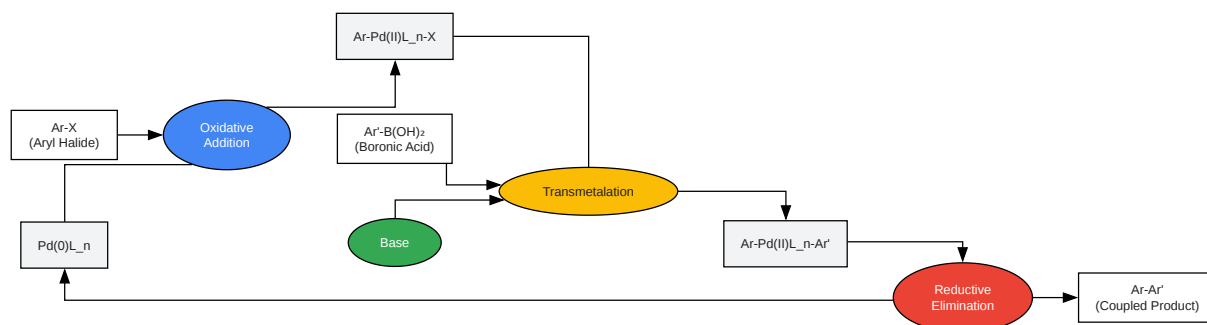 Ar-Pd(II)L_n-X
Ar-X
(Aryl Halide)
Oxidative
Addition
Ar'-B(OH)₂
(Boronic Acid)
Transmetalation
Pd(0)L_n
Base
Ar-Pd(II)L_n-Ar'
Reductive
Elimination
Ar-Ar'
(Coupled Product)